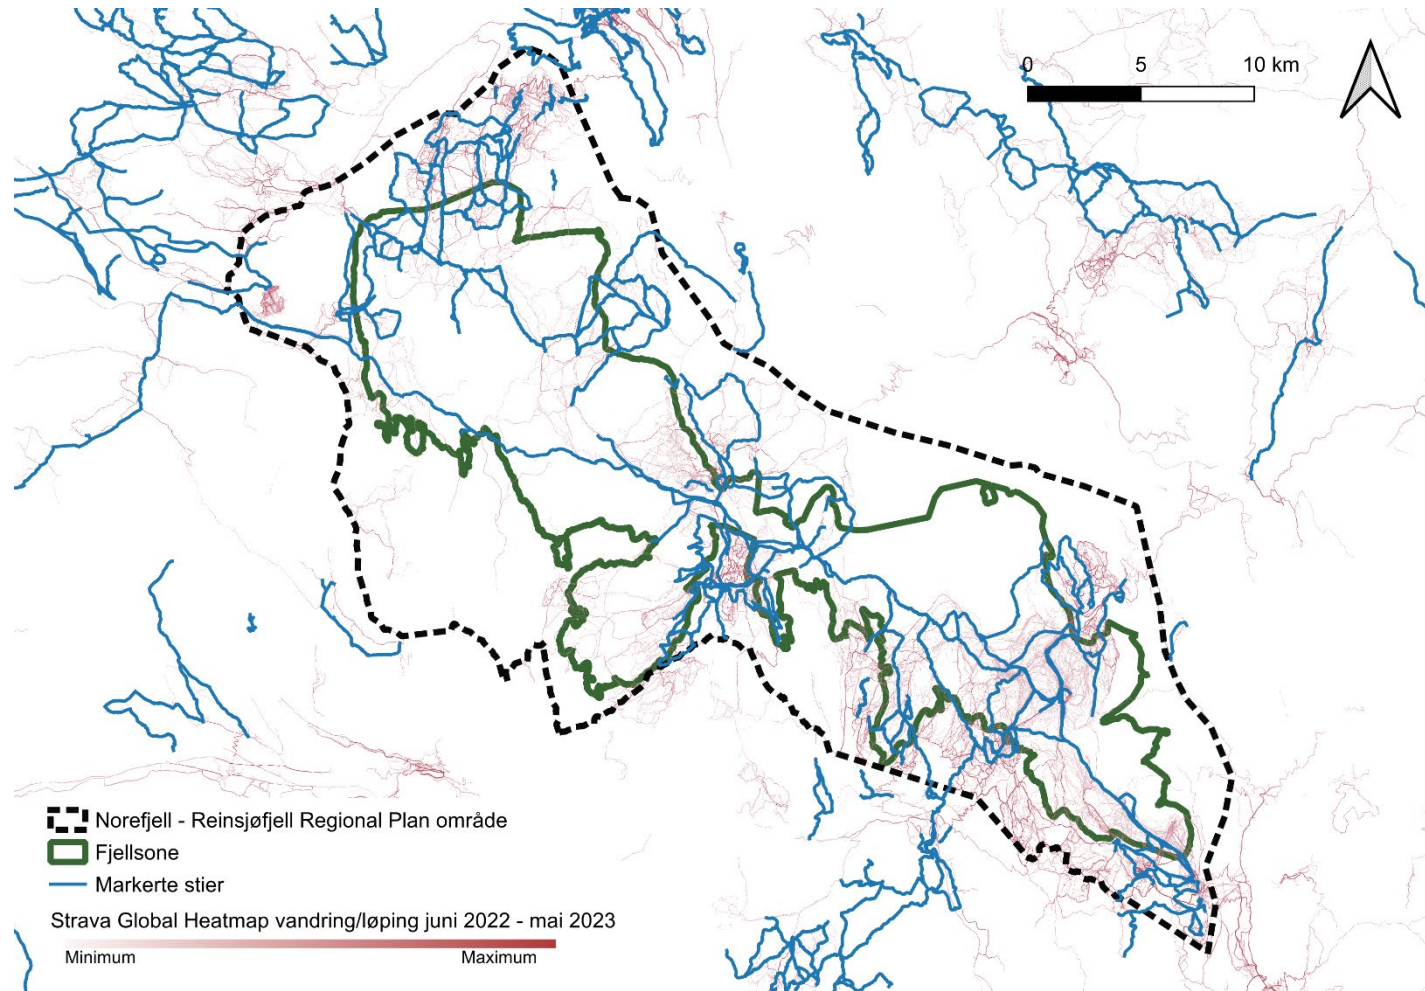 0 5 10 km
Norefjell - Reinsjøfjell Regional Plan område
Fjellsone
Markerte stier
Strava Global Heatmap vandring/løping juni 2022 - mai 2023
Minimum Maximum